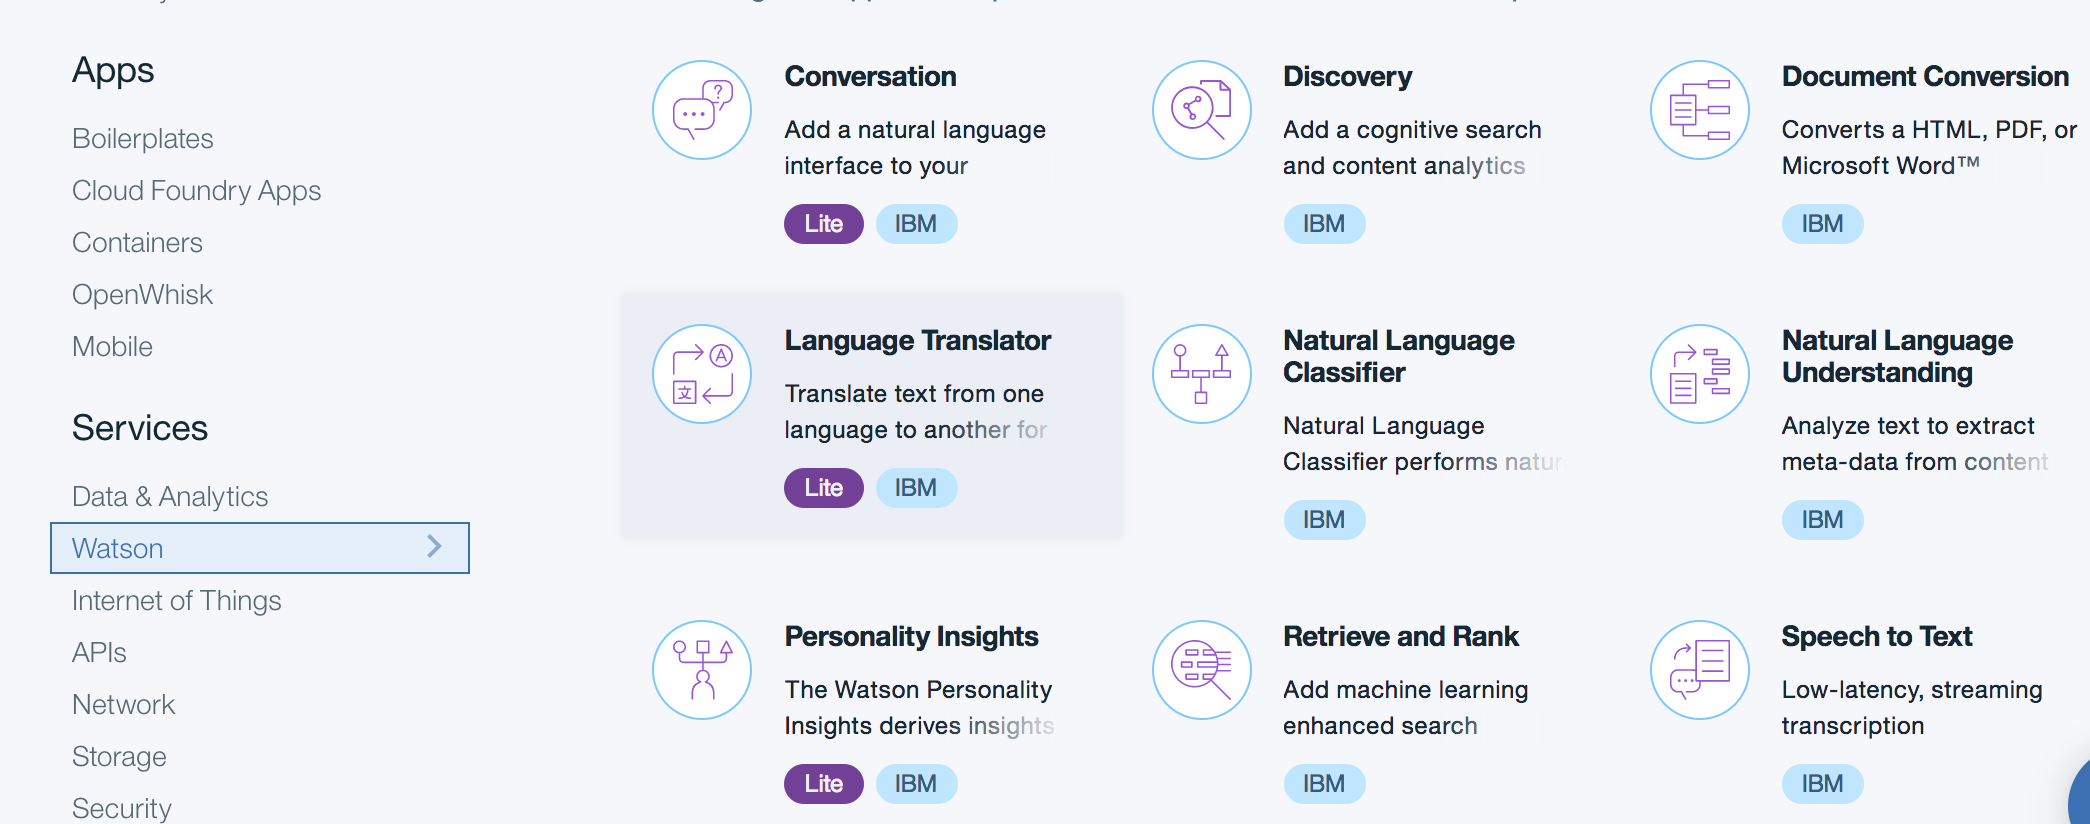 Apps
Boilerplates
Cloud Foundry Apps
Containers
OpenWhisk
Mobile
Services
Data & Analytics
Watson
Internet of Things
APIs
Network
Storage
Security
Conversation
Add a natural language
interface to your
Lite IBM
Discovery
Add a cognitive search
and content analytics
IBM
Document Conversion
Converts a HTML, PDF, or
Microsoft Word™
IBM
Language Translator
Translate text from one
language to another for
Lite IBM
Natural Language
Classifier
Natural Language
Classifier performs
IBM
Natural Language
Understanding
Analyze text to extract
meta-data from content
IBM
Personality Insights
The Watson Personality
Insights derives insights
Lite IBM
Retrieve and Rank
Add machine learning
enhanced search
IBM
Speech to Text
Low-latency, streaming
transcription
IBM